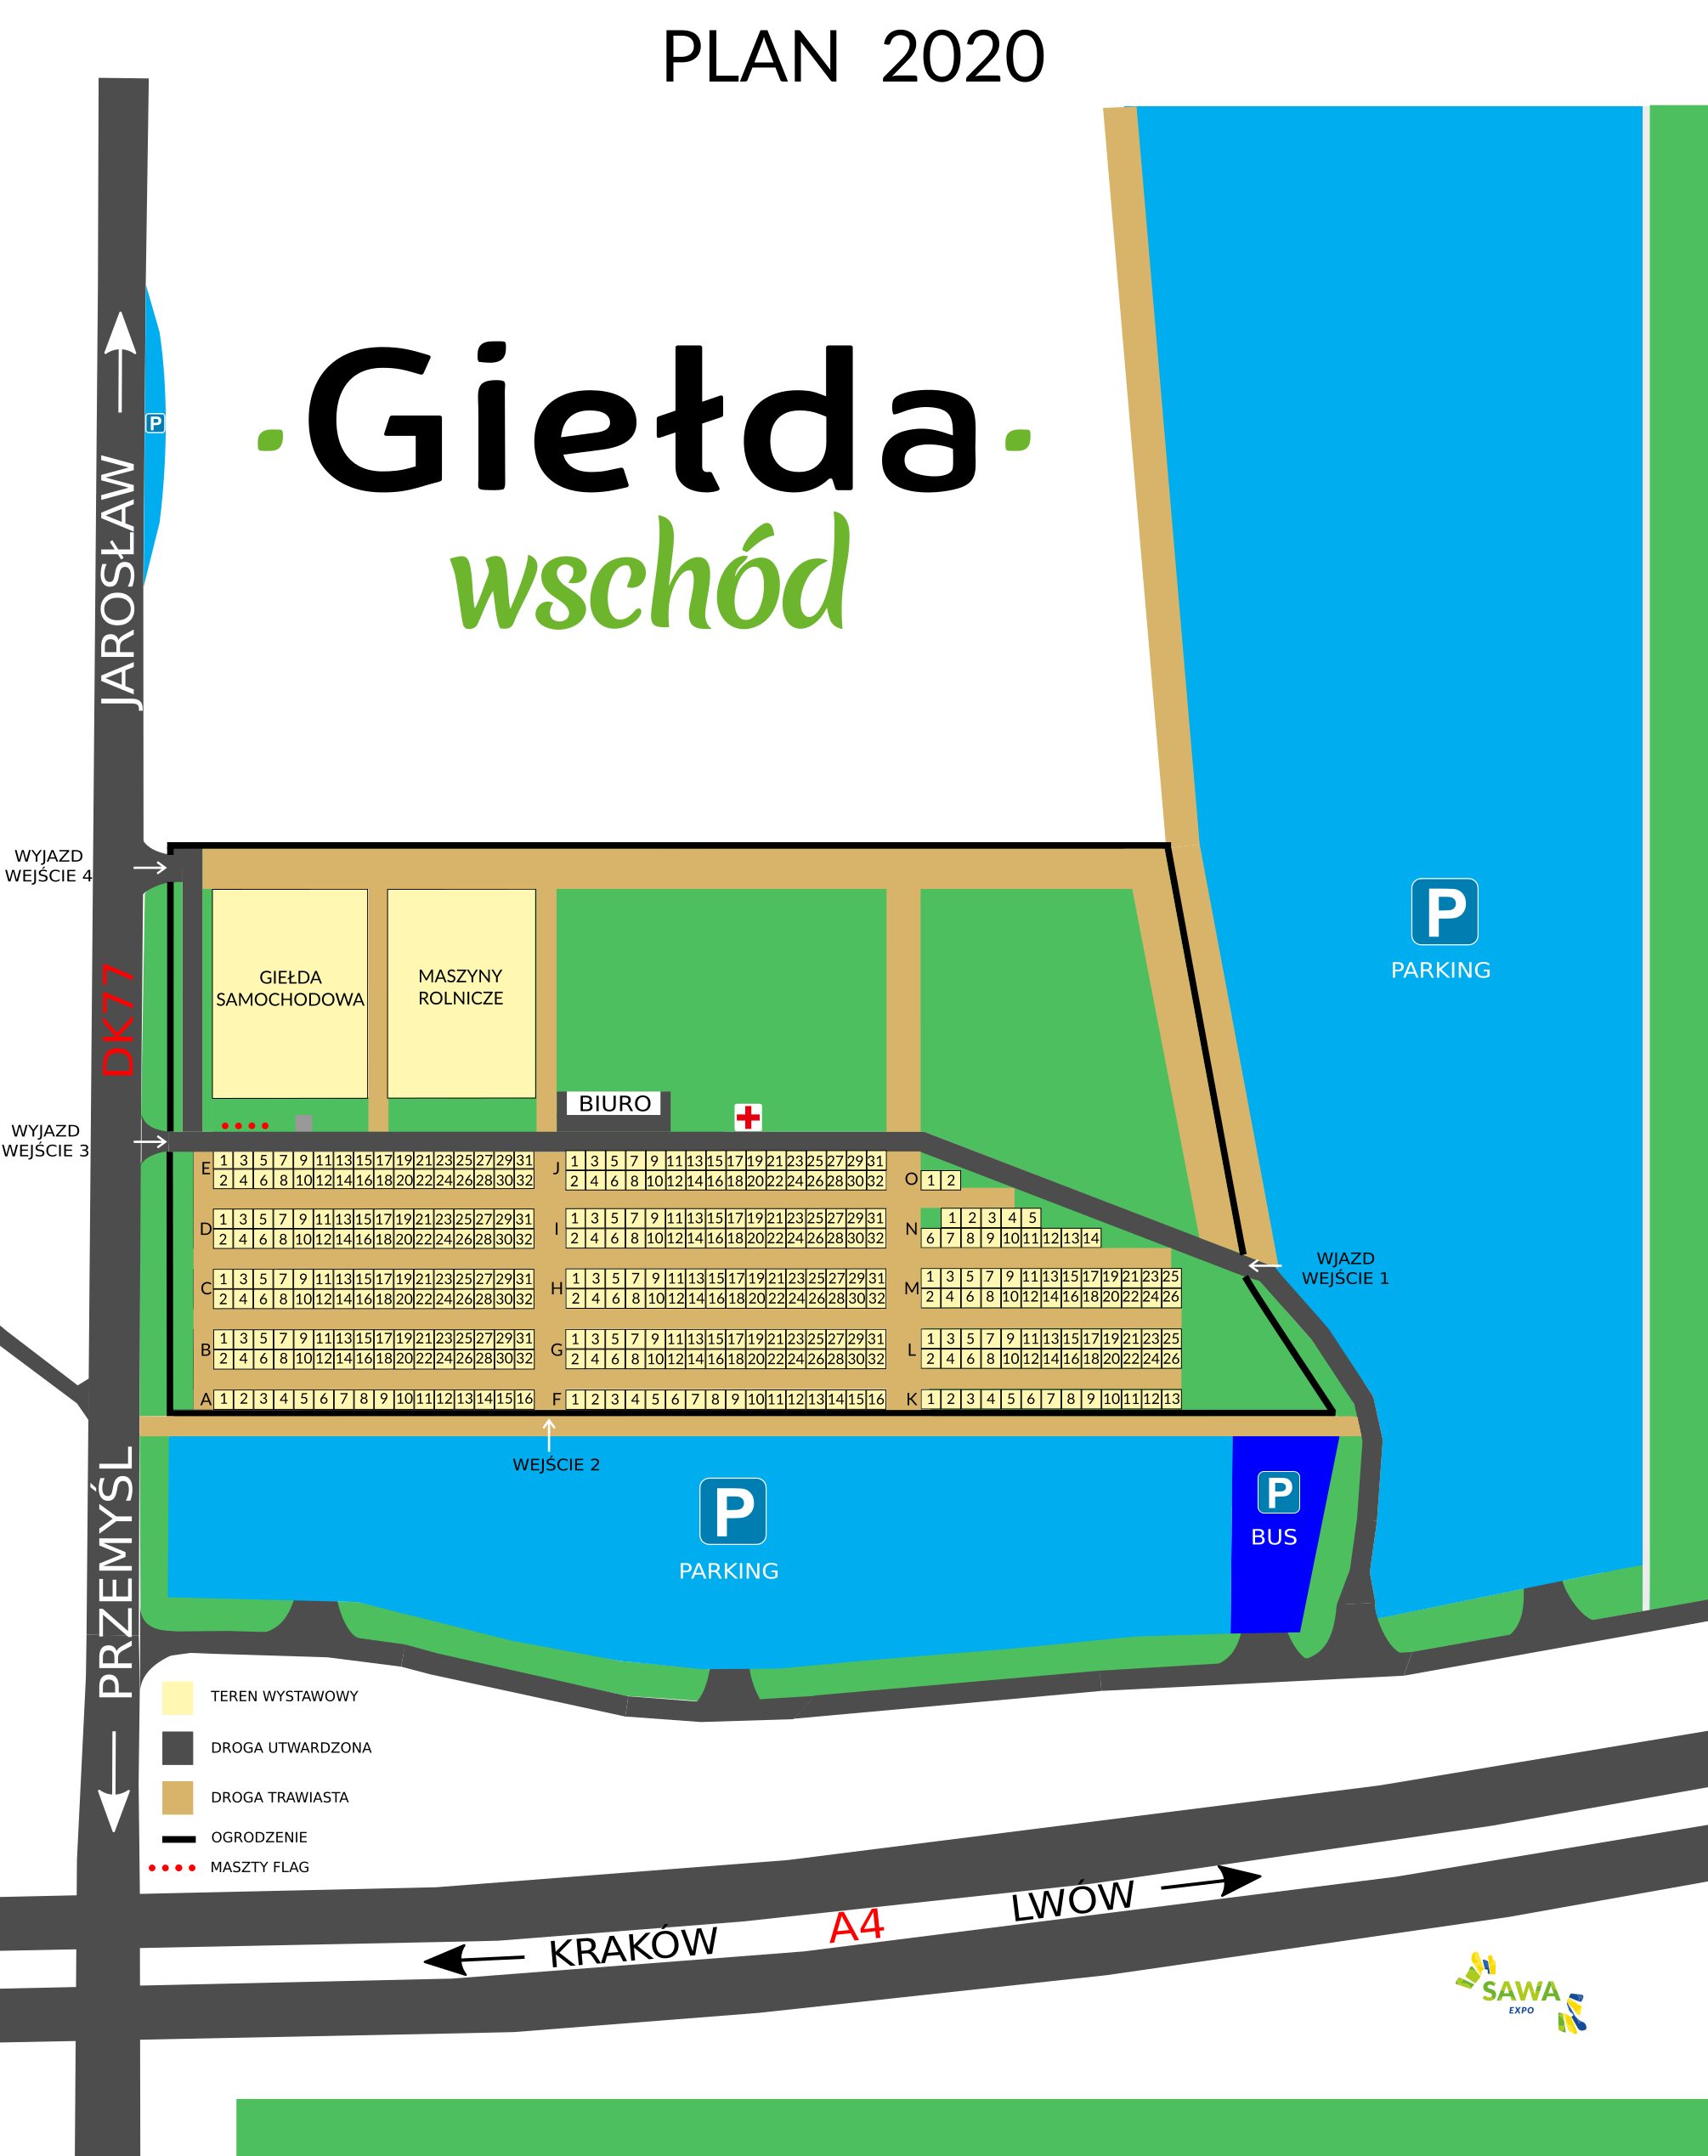 PLAN 2020
Giełda
wschód
P
JAROSŁAW
WYJAZD
WEJŚCIE 4
DK77
GIEŁDA
SAMOCHODOWA
MASZYNY
ROLNICZE
P
PARKING
BIURO
WYJAZD
WEJŚCIE 3
E 1 3 5 7 9 11 13 15 17 19 21 23 25 27 29 31
2 4 6 8 10 12 14 16 18 20 22 24 26 28 30 32
J 1 3 5 7 9 11 13 15 17 19 21 23 25 27 29 31
2 4 6 8 10 12 14 16 18 20 22 24 26 28 30 32
O 1 2
D 1 3 5 7 9 11 13 15 17 19 21 23 25 27 29 31
2 4 6 8 10 12 14 16 18 20 22 24 26 28 30 32
I 1 3 5 7 9 11 13 15 17 19 21 23 25 27 29 31
2 4 6 8 10 12 14 16 18 20 22 24 26 28 30 32
N 1 2 3 4 5
6 7 8 9 10 11 12 13 14
WJAZD
WEJŚCIE 1
C 1 3 5 7 9 11 13 15 17 19 21 23 25 27 29 31
2 4 6 8 10 12 14 16 18 20 22 24 26 28 30 32
H 1 3 5 7 9 11 13 15 17 19 21 23 25 27 29 31
2 4 6 8 10 12 14 16 18 20 22 24 26 28 30 32
M 1 3 5 7 9 11 13 15 17 19 21 23 25
2 4 6 8 10 12 14 16 18 20 22 24 26
B 1 3 5 7 9 11 13 15 17 19 21 23 25 27 29 31
2 4 6 8 10 12 14 16 18 20 22 24 26 28 30 32
G 1 3 5 7 9 11 13 15 17 19 21 23 25 27 29 31
2 4 6 8 10 12 14 16 18 20 22 24 26 28 30 32
L 1 3 5 7 9 11 13 15 17 19 21 23 25
2 4 6 8 10 12 14 16 18 20 22 24 26
A 1 2 3 4 5 6 7 8 9 10 11 12 13 14 15 16
F 1 2 3 4 5 6 7 8 9 10 11 12 13 14 15 16
K 1 2 3 4 5 6 7 8 9 10 11 12 13
WEJŚCIE 2
P
PARKING
P
BUS
PRZEMYŚL
TEREN WYSTAWOWY
DROGA UTWARDZONA
DROGA TRAWIASTA
OGRODZENIE
MASZTY FLAG
KRAKÓW
A4
LWÓW
SAWA
EXPO